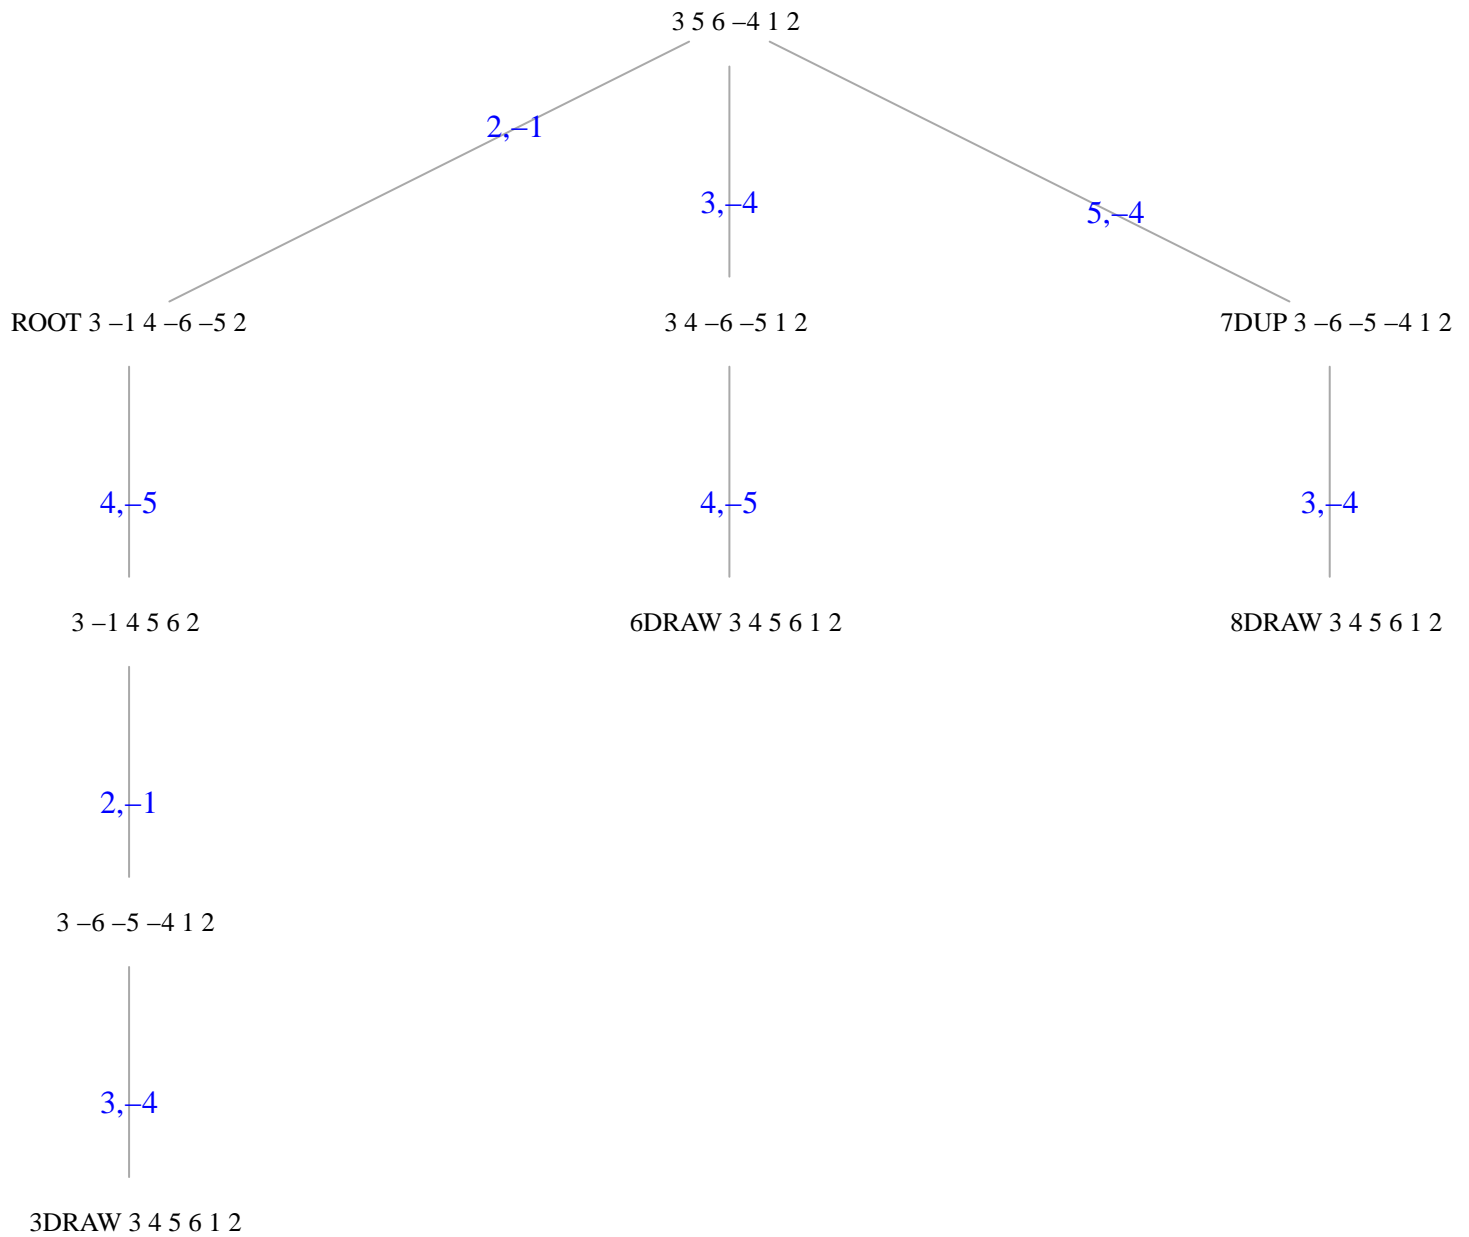 3 5 6 –4 1 2
2,–1
3,–4
5,–4
ROOT 3 –1 4 –6 –5 2
3 4 –6 –5 1 2
7DUP 3 –6 –5 –4 1 2
4,–5
4,–5
3,–4
3 –1 4 5 6 2
6DRAW 3 4 5 6 1 2
8DRAW 3 4 5 6 1 2
2,–1
3 –6 –5 –4 1 2
3,–4
3DRAW 3 4 5 6 1 2